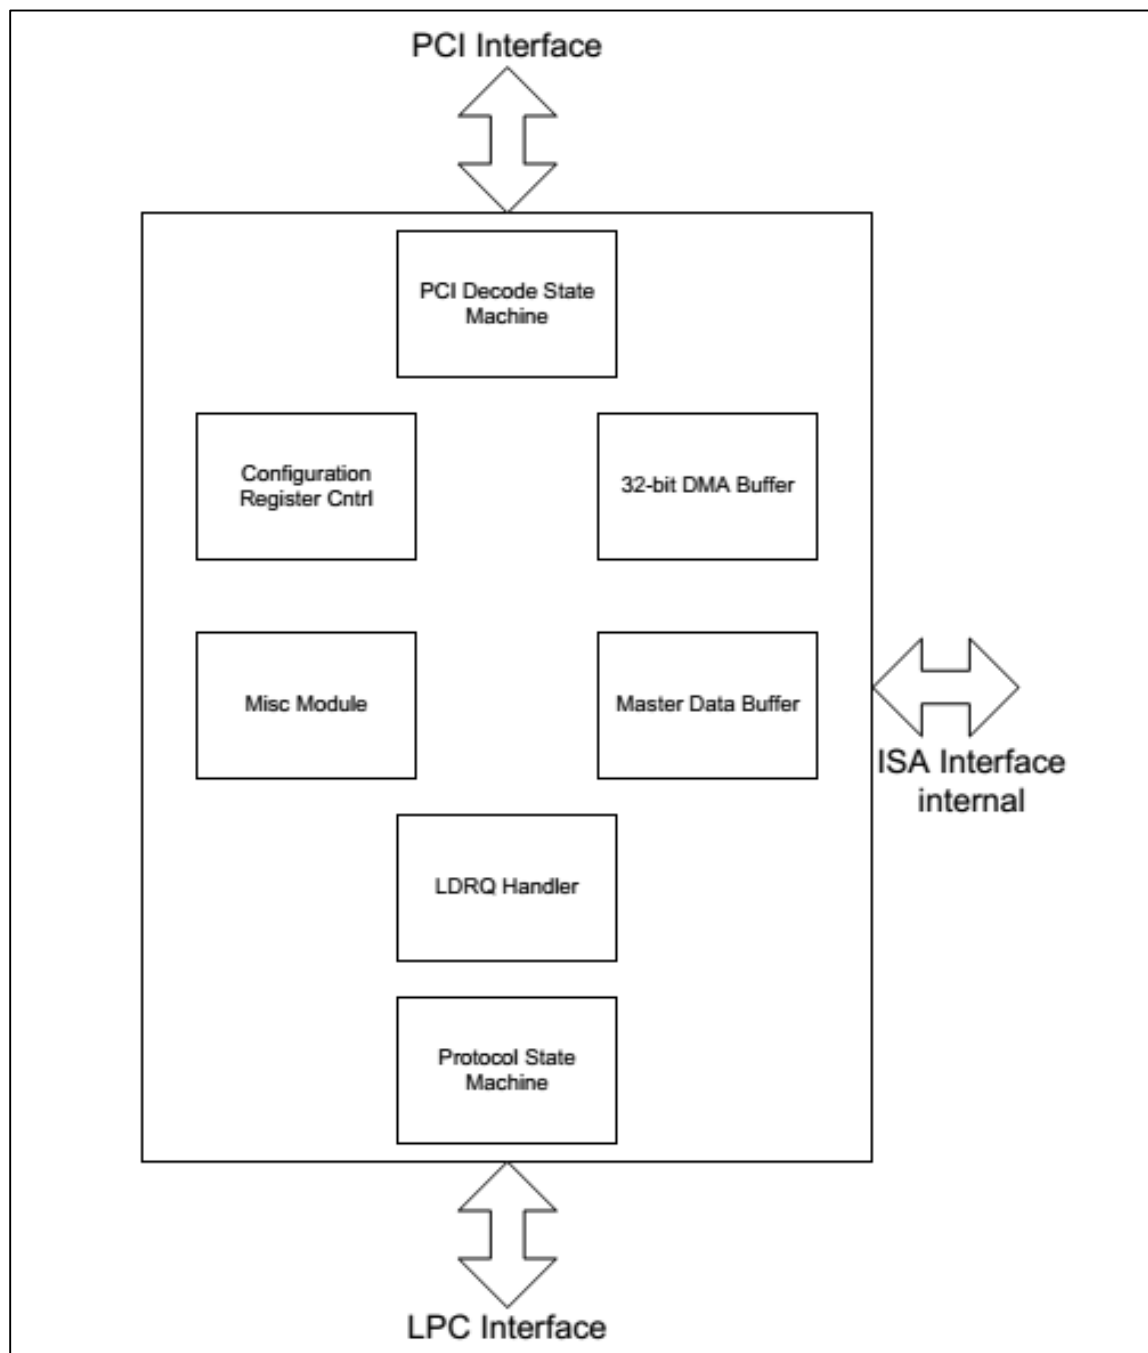 PCI Interface
PCI Decode State
Machine
Configuration
Register Cntrl
32-bit DMA Buffer
Misc Module
Master Data Buffer
ISA Interface
internal
LDRQ Handler
Protocol State
Machine
LPC Interface